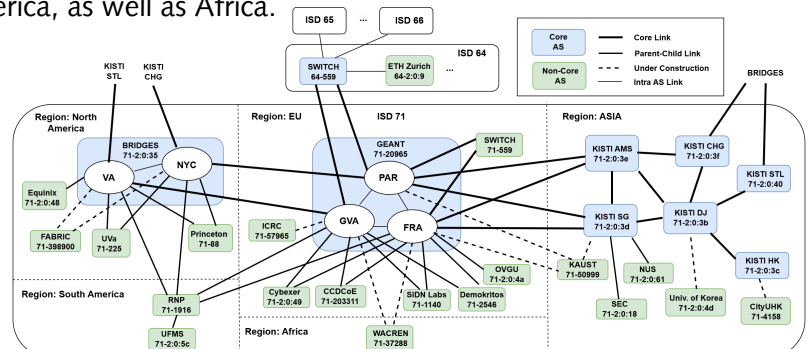 erica, as well as Africa.
ISD 65
...
ISD 66
ISD 64
SWITCH
64-559
ETH Zurich
64-2:0:9
...
Core
AS
Non-Core
AS
Core Link
Parent-Child Link
Under Construction
Intra AS Link
KISTI
STL
KISTI
CHG
BRIDGES
Region: North
America
BRIDGES
71-2:0:35
VA
NYC
Equinix
71-2:0:48
FABRIC
71-398900
UVa
71-225
Princeton
71-88
Region: South America
RNP
71-1916
UFMS
71-2:0:5c
Region: EU
ISD 71
GEANT
71-20965
PAR
GVA
FRA
SWITCH
71-559
ICRC
71-57965
Cybexer
71-2:0:49
CCDCoE
71-203311
SIDN Labs
71-1140
Demokritos
71-2546
OVGU
71-2:0:4a
KAUST
71-50999
Region: Africa
WACREN
71-37288
Region: ASIA
KISTI AMS
71-2:0:3e
KISTI CHG
71-2:0:3f
KISTI STL
71-2:0:40
KISTI SG
71-2:0:3d
KISTI DJ
71-2:0:3b
KISTI HK
71-2:0:3c
NUS
71-2:0:61
SEC
71-2:0:18
Univ. of Korea
71-2:0:4d
CityUHK
71-4158